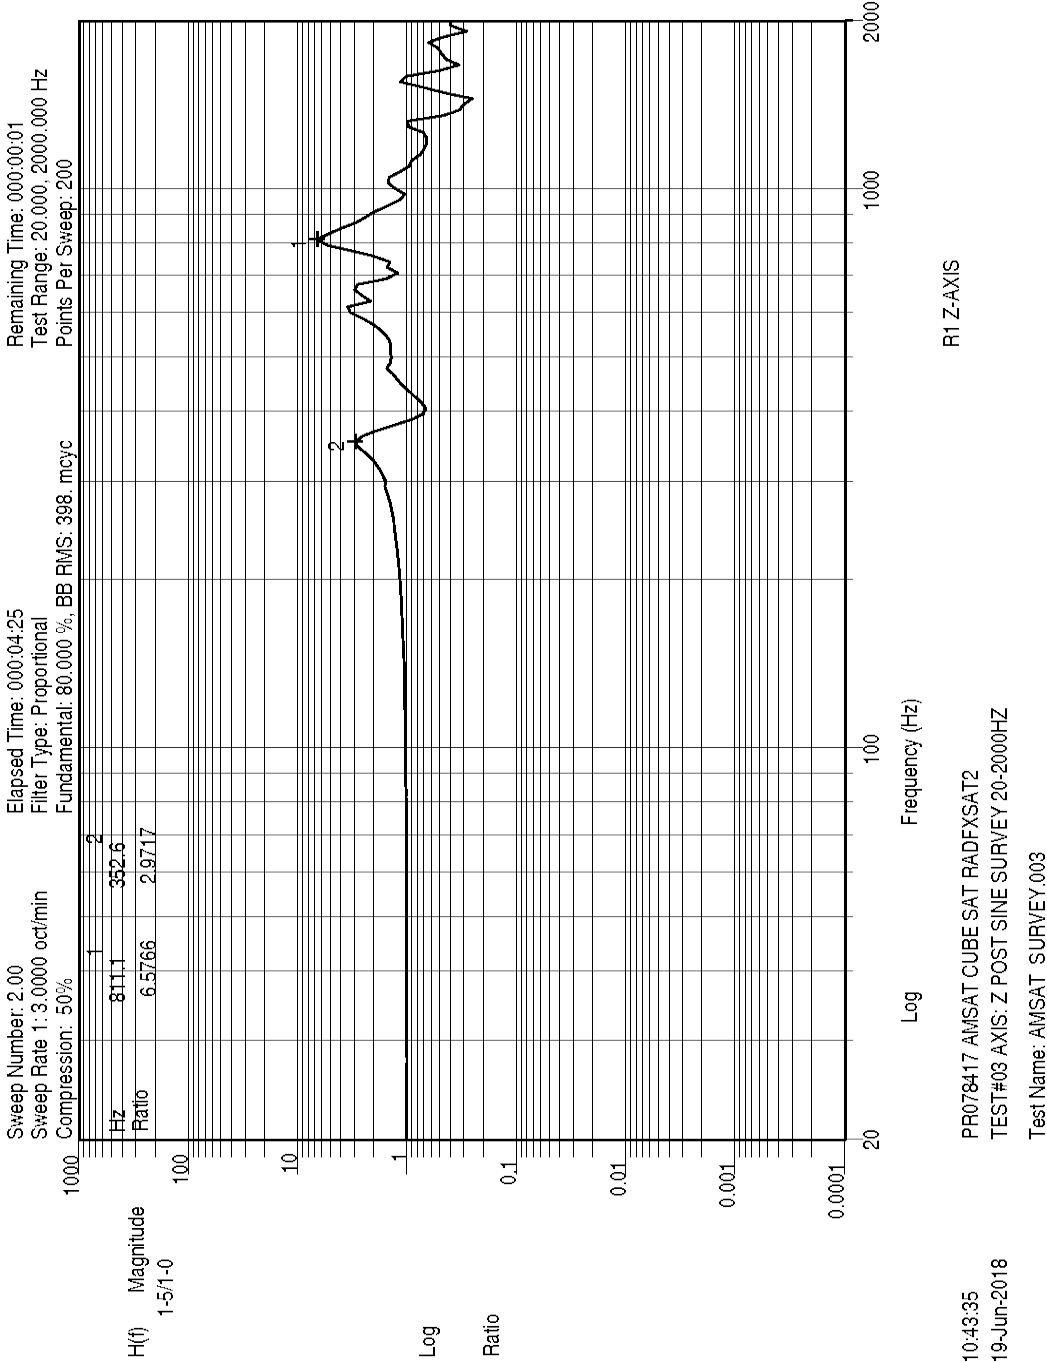 Sweep Number: 2.00 Elapsed Time: 000:04:25 Remaining Time: 000:00:01
Sweep Rate 1: 3.0000 oct/min Filter Type: Proportional Test Range: 20.000, 2000.000 Hz
Compression: 50% Fundamental: 80.000 %, BB RMS: 398. mcyc Points Per Sweep: 200
1 2
Hz 811.1 352.6
Ratio 6.5766 2.9717
H(f) Magnitude
1-5/1-0
Log
Ratio
1000
100
10
1
0.1
0.01
0.001
0.0001
1
2
20 100 1000 2000
Log Frequency (Hz)
R1 Z-AXIS
10:43:35 PR078417 AMSAT CUBE SAT RADFXSAT2
19-Jun-2018 TEST#03 AXIS: Z POST SINE SURVEY 20-2000HZ
Test Name: AMSAT SURVEY.003